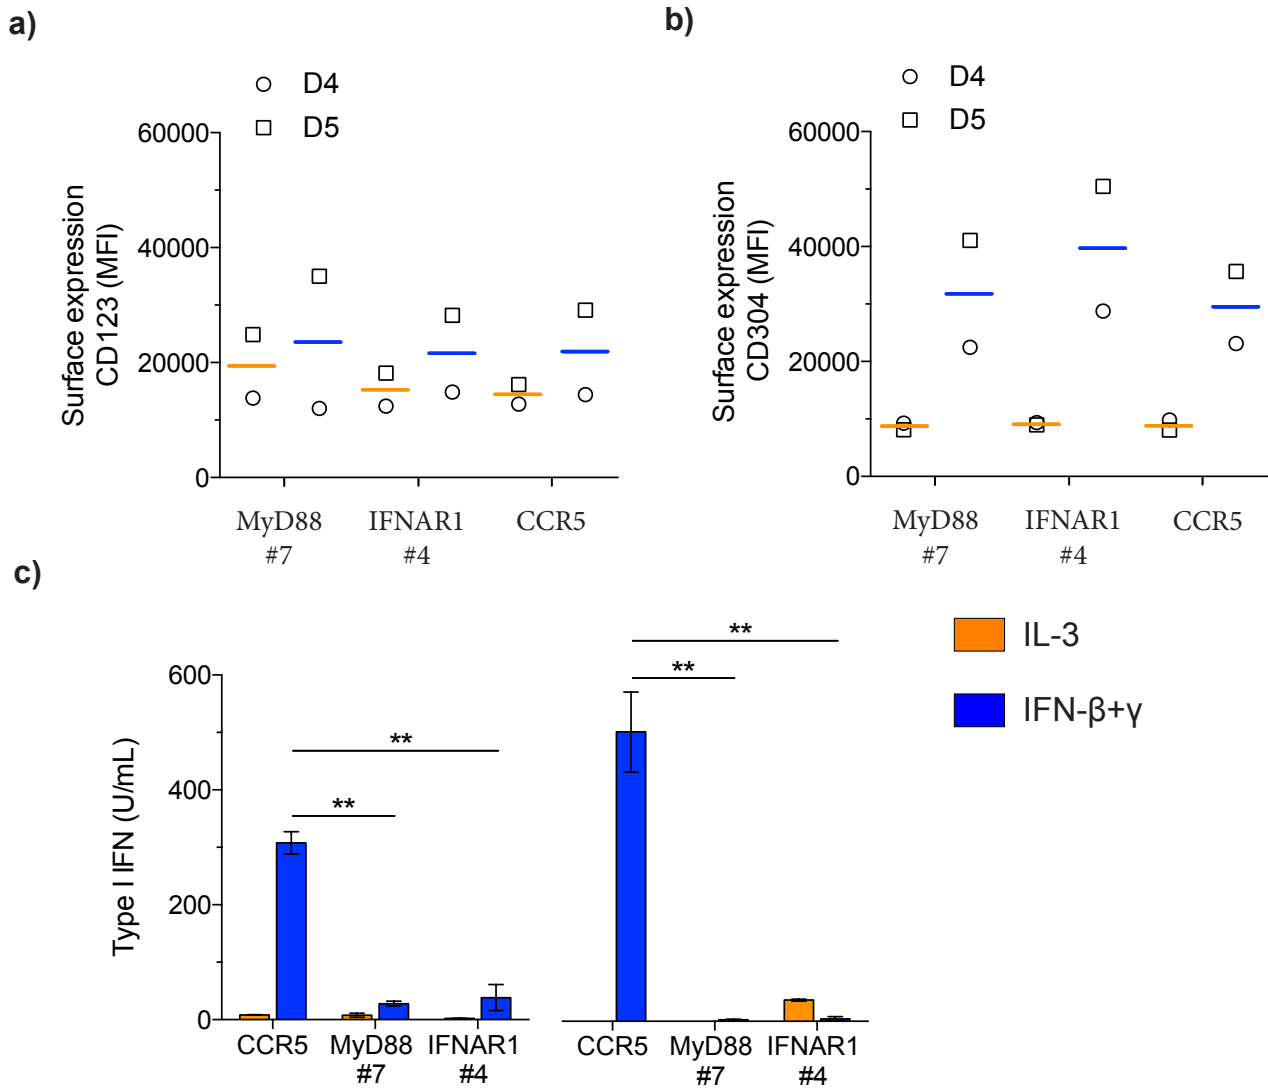 a)
D4
D5
60000
40000
20000
0
Surface expression
CD123 (MFI)
MyD88
#7
IFNAR1
#4
CCR5
b)
D4
D5
60000
40000
20000
0
Surface expression
CD304 (MFI)
MyD88
#7
IFNAR1
#4
CCR5
c)
600
400
200
0
Type I IFN (U/mL)
**
**
CCR5
MyD88
#7
IFNAR1
#4
**
**
CCR5
MyD88
#7
IFNAR1
#4
IL-3
IFN-β+γ